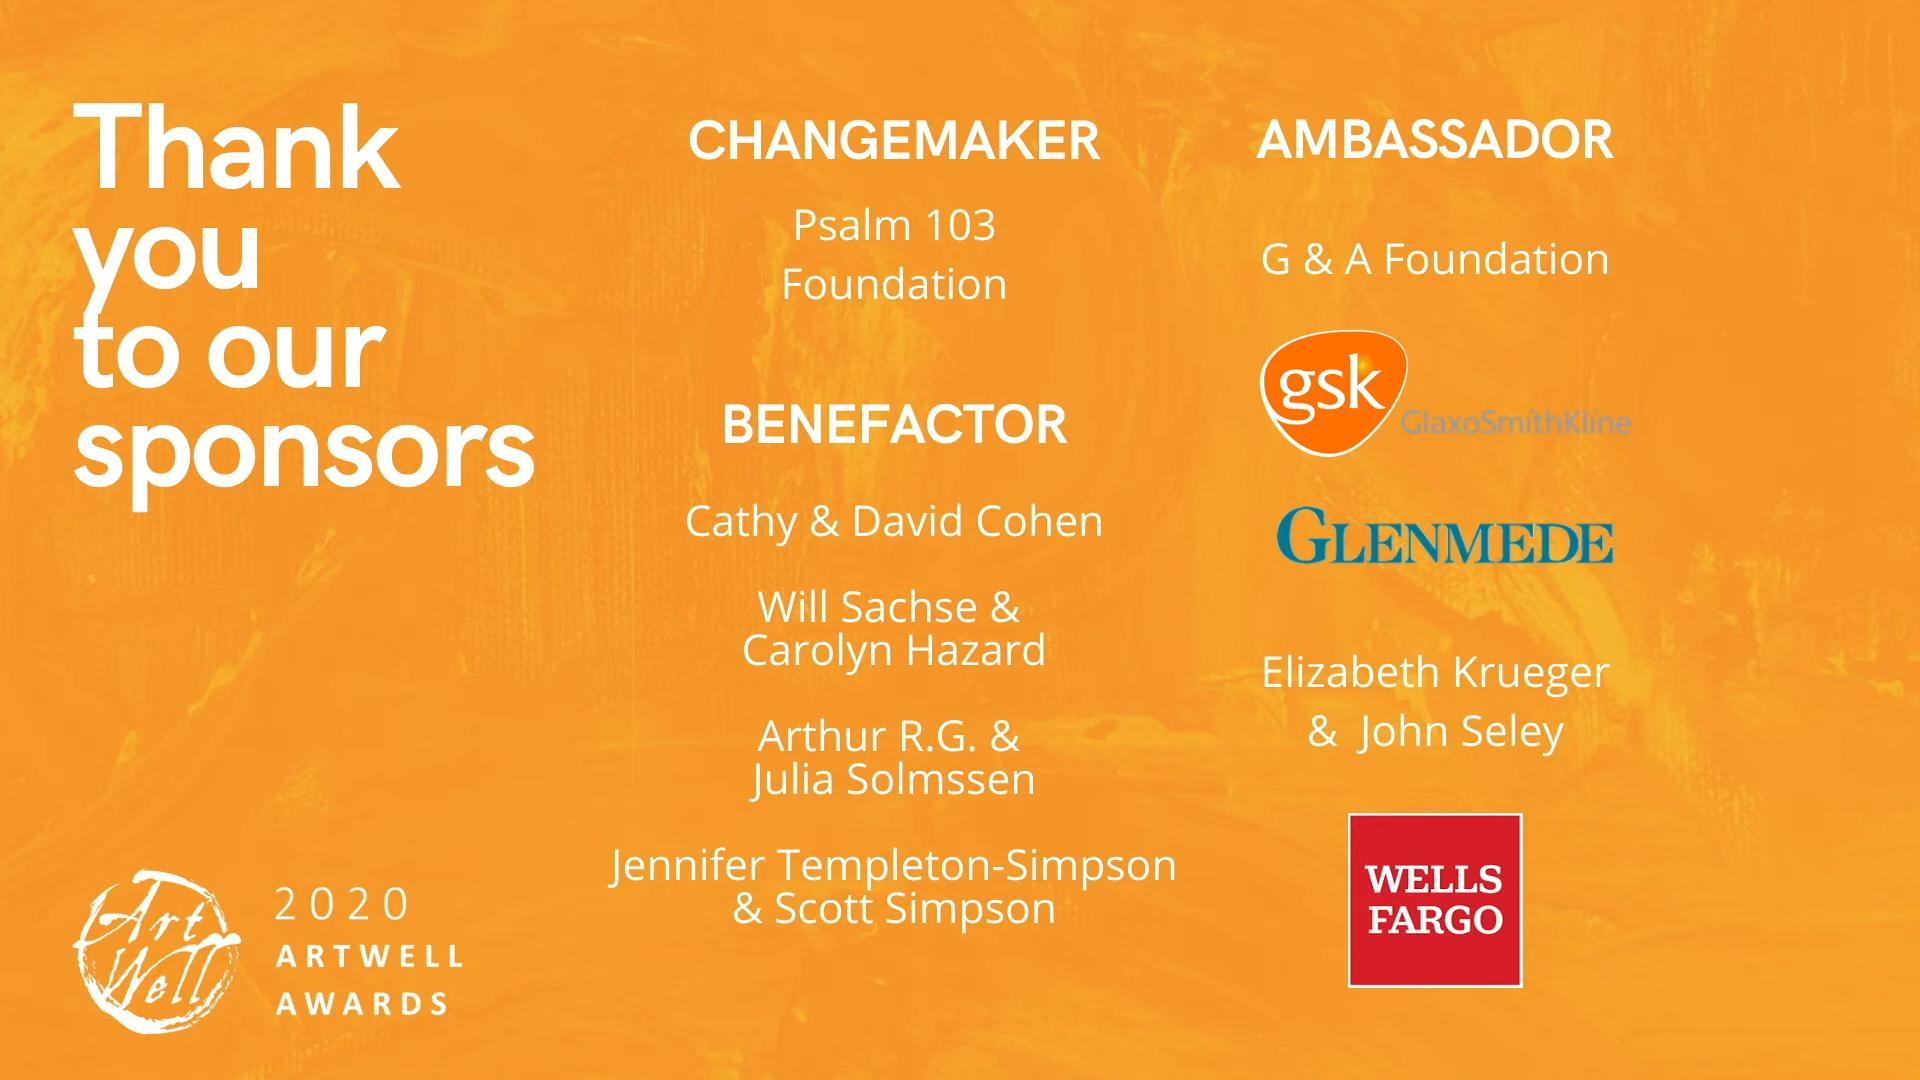 Thank
you
to our
sponsors
CHANGEMAKER
Psalm 103
Foundation
BENEFACTOR
Cathy & David Cohen
Will Sachse &
Carolyn Hazard
Arthur R.G. &
Julia Solmssen
Jennifer Templeton-Simpson
& Scott Simpson
AMBASSADOR
G & A Foundation
gsk
GlaxoSmithKline
GLENMEDE
Elizabeth Krueger
& John Seley
WELLS
FARGO
Art
Well
2020
ARTWELL
AWARDS